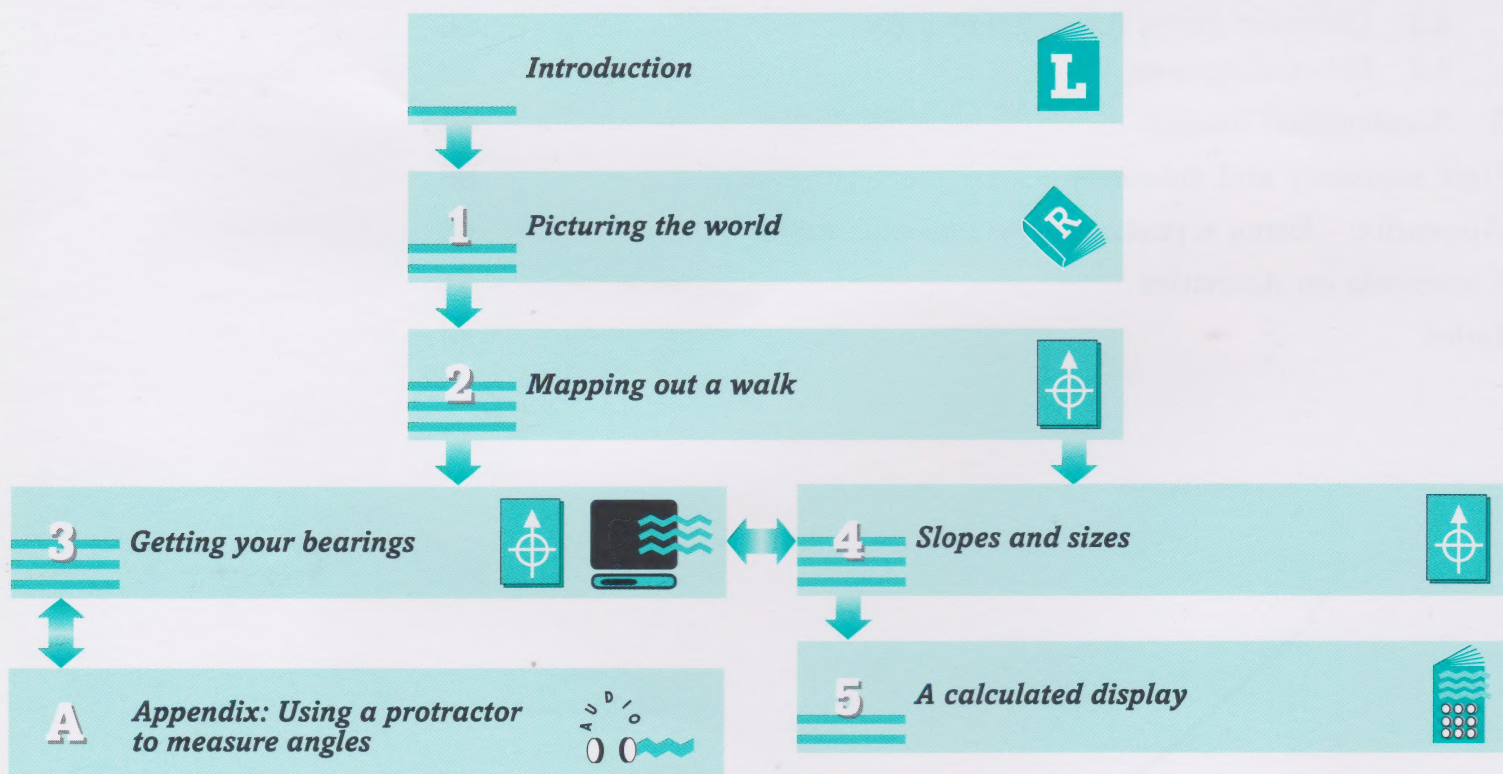 Introduction
L
1
Picturing the world
R
2
Mapping out a walk
3
Getting your bearings
4
Slopes and sizes
A
Appendix: Using a protractor
to measure angles
AUDIO
5
A calculated display